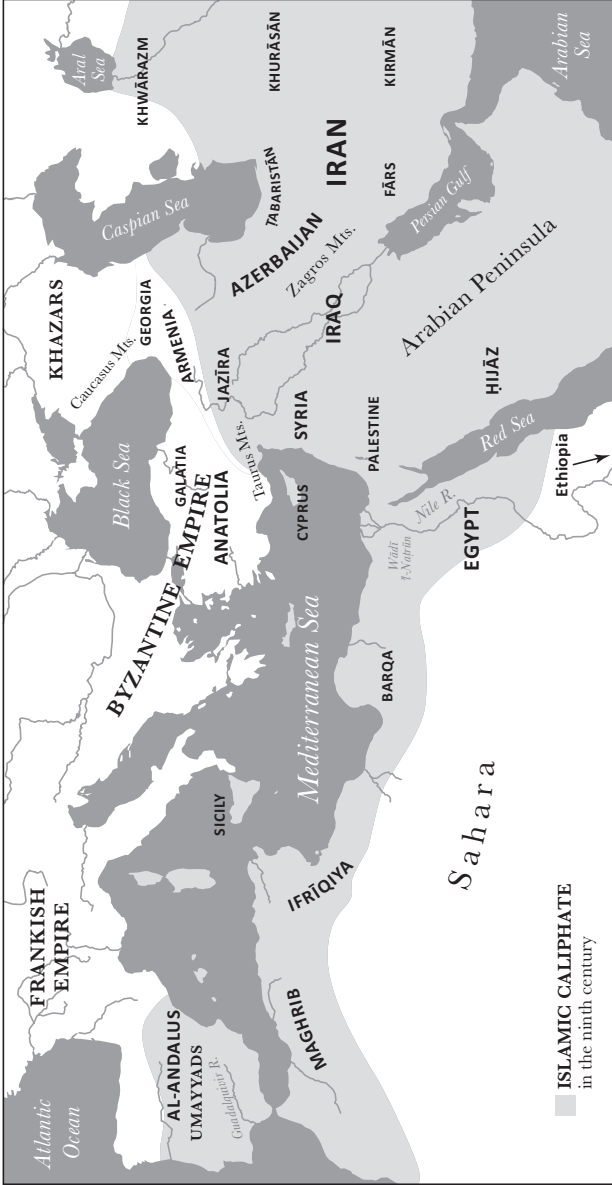 Atlantic
Ocean
FRANKISH
EMPIRE
AL-ANDALUS
UMAYYADS
Guadalquivir R.
MAGHRIB
IFRĪQIYA
SICILY
Mediterranean Sea
Sahara
BYZANTINE EMPIRE
GALATIA
ANATOLIA
Black Sea
KHAZARS
Caucasus Mts.
GEORGIA
ARMENIA
Taurus Mts.
CYPRUS
BARQA
Wādī
'l-Naṭrūn
Nile R.
EGYPT
Ethiopia
Red Sea
ḤIJĀZ
PALESTINE
SYRIA
JAZĪRA
IRAQ
Zagros Mts.
AZERBAIJAN
Arabian Peninsula
Persian Gulf
Caspian Sea
ṬABARISTĀN
IRAN
FĀRS
KIRMĀN
KHURĀSĀN
KHWĀRAZM
Aral
Sea
Arabian
Sea
ISLAMIC CALIPHATE
in the ninth century